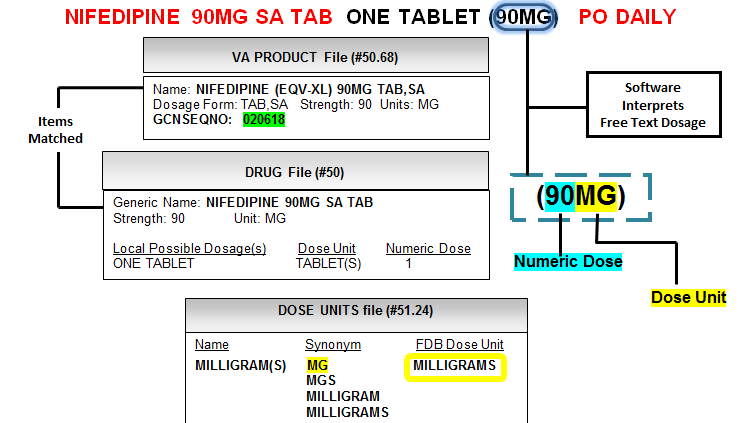 NIFEDIPINE 90MG SA TAB ONE TABLET (90MG) PO DAILY
VA PRODUCT File (#50.68)
Name: NIFEDIPINE (EQV-XL) 90MG TAB,SA
Dosage Form: TAB,SA Strength: 90 Units: MG
GCNSEQNO: 020618
Items
Matched
Software
Interprets
Free Text Dosage
DRUG File (#50)
Generic Name: NIFEDIPINE 90MG SA TAB
Strength: 90 Unit: MG
Local Possible Dosage(s) Dose Unit Numeric Dose
ONE TABLET TABLET(S) 1
(90MG)
Numeric Dose
Dose Unit
DOSE UNITS file (#51.24)
Name Synonym FDB Dose Unit
MILLIGRAM(S) MG MILLIGRAMS
MGS
MILLIGRAM
MILLIGRAMS